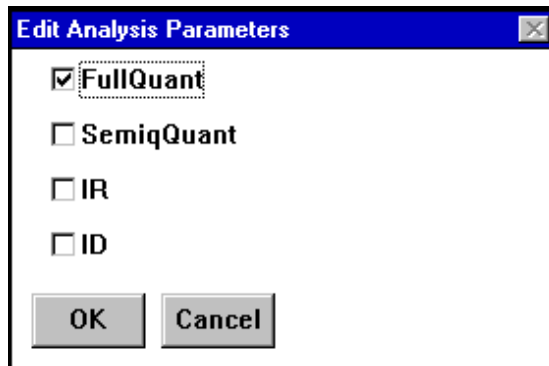 Edit Analysis Parameters
FullQuant
SemiqQuant
IR
ID
OK Cancel